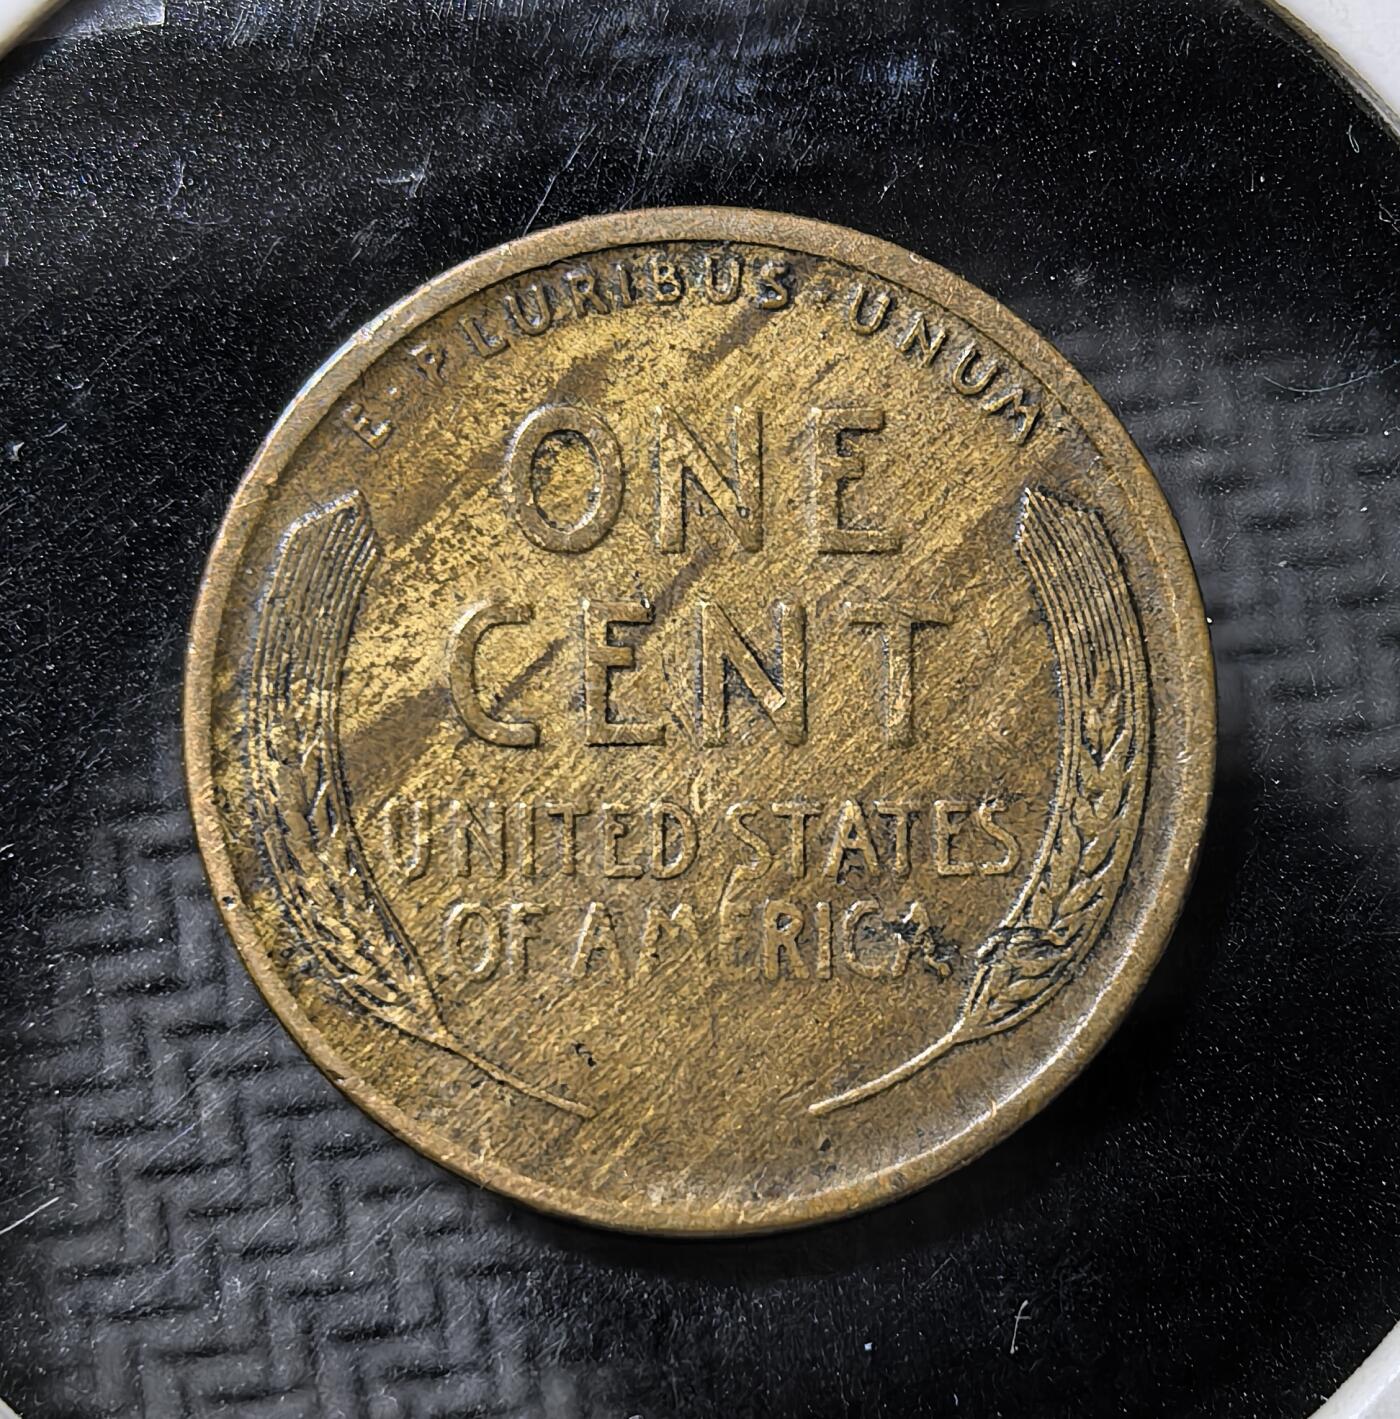 E·PLURIBUS·UNUM
ONE
CENT
UNITED STATES
OF AMERICA